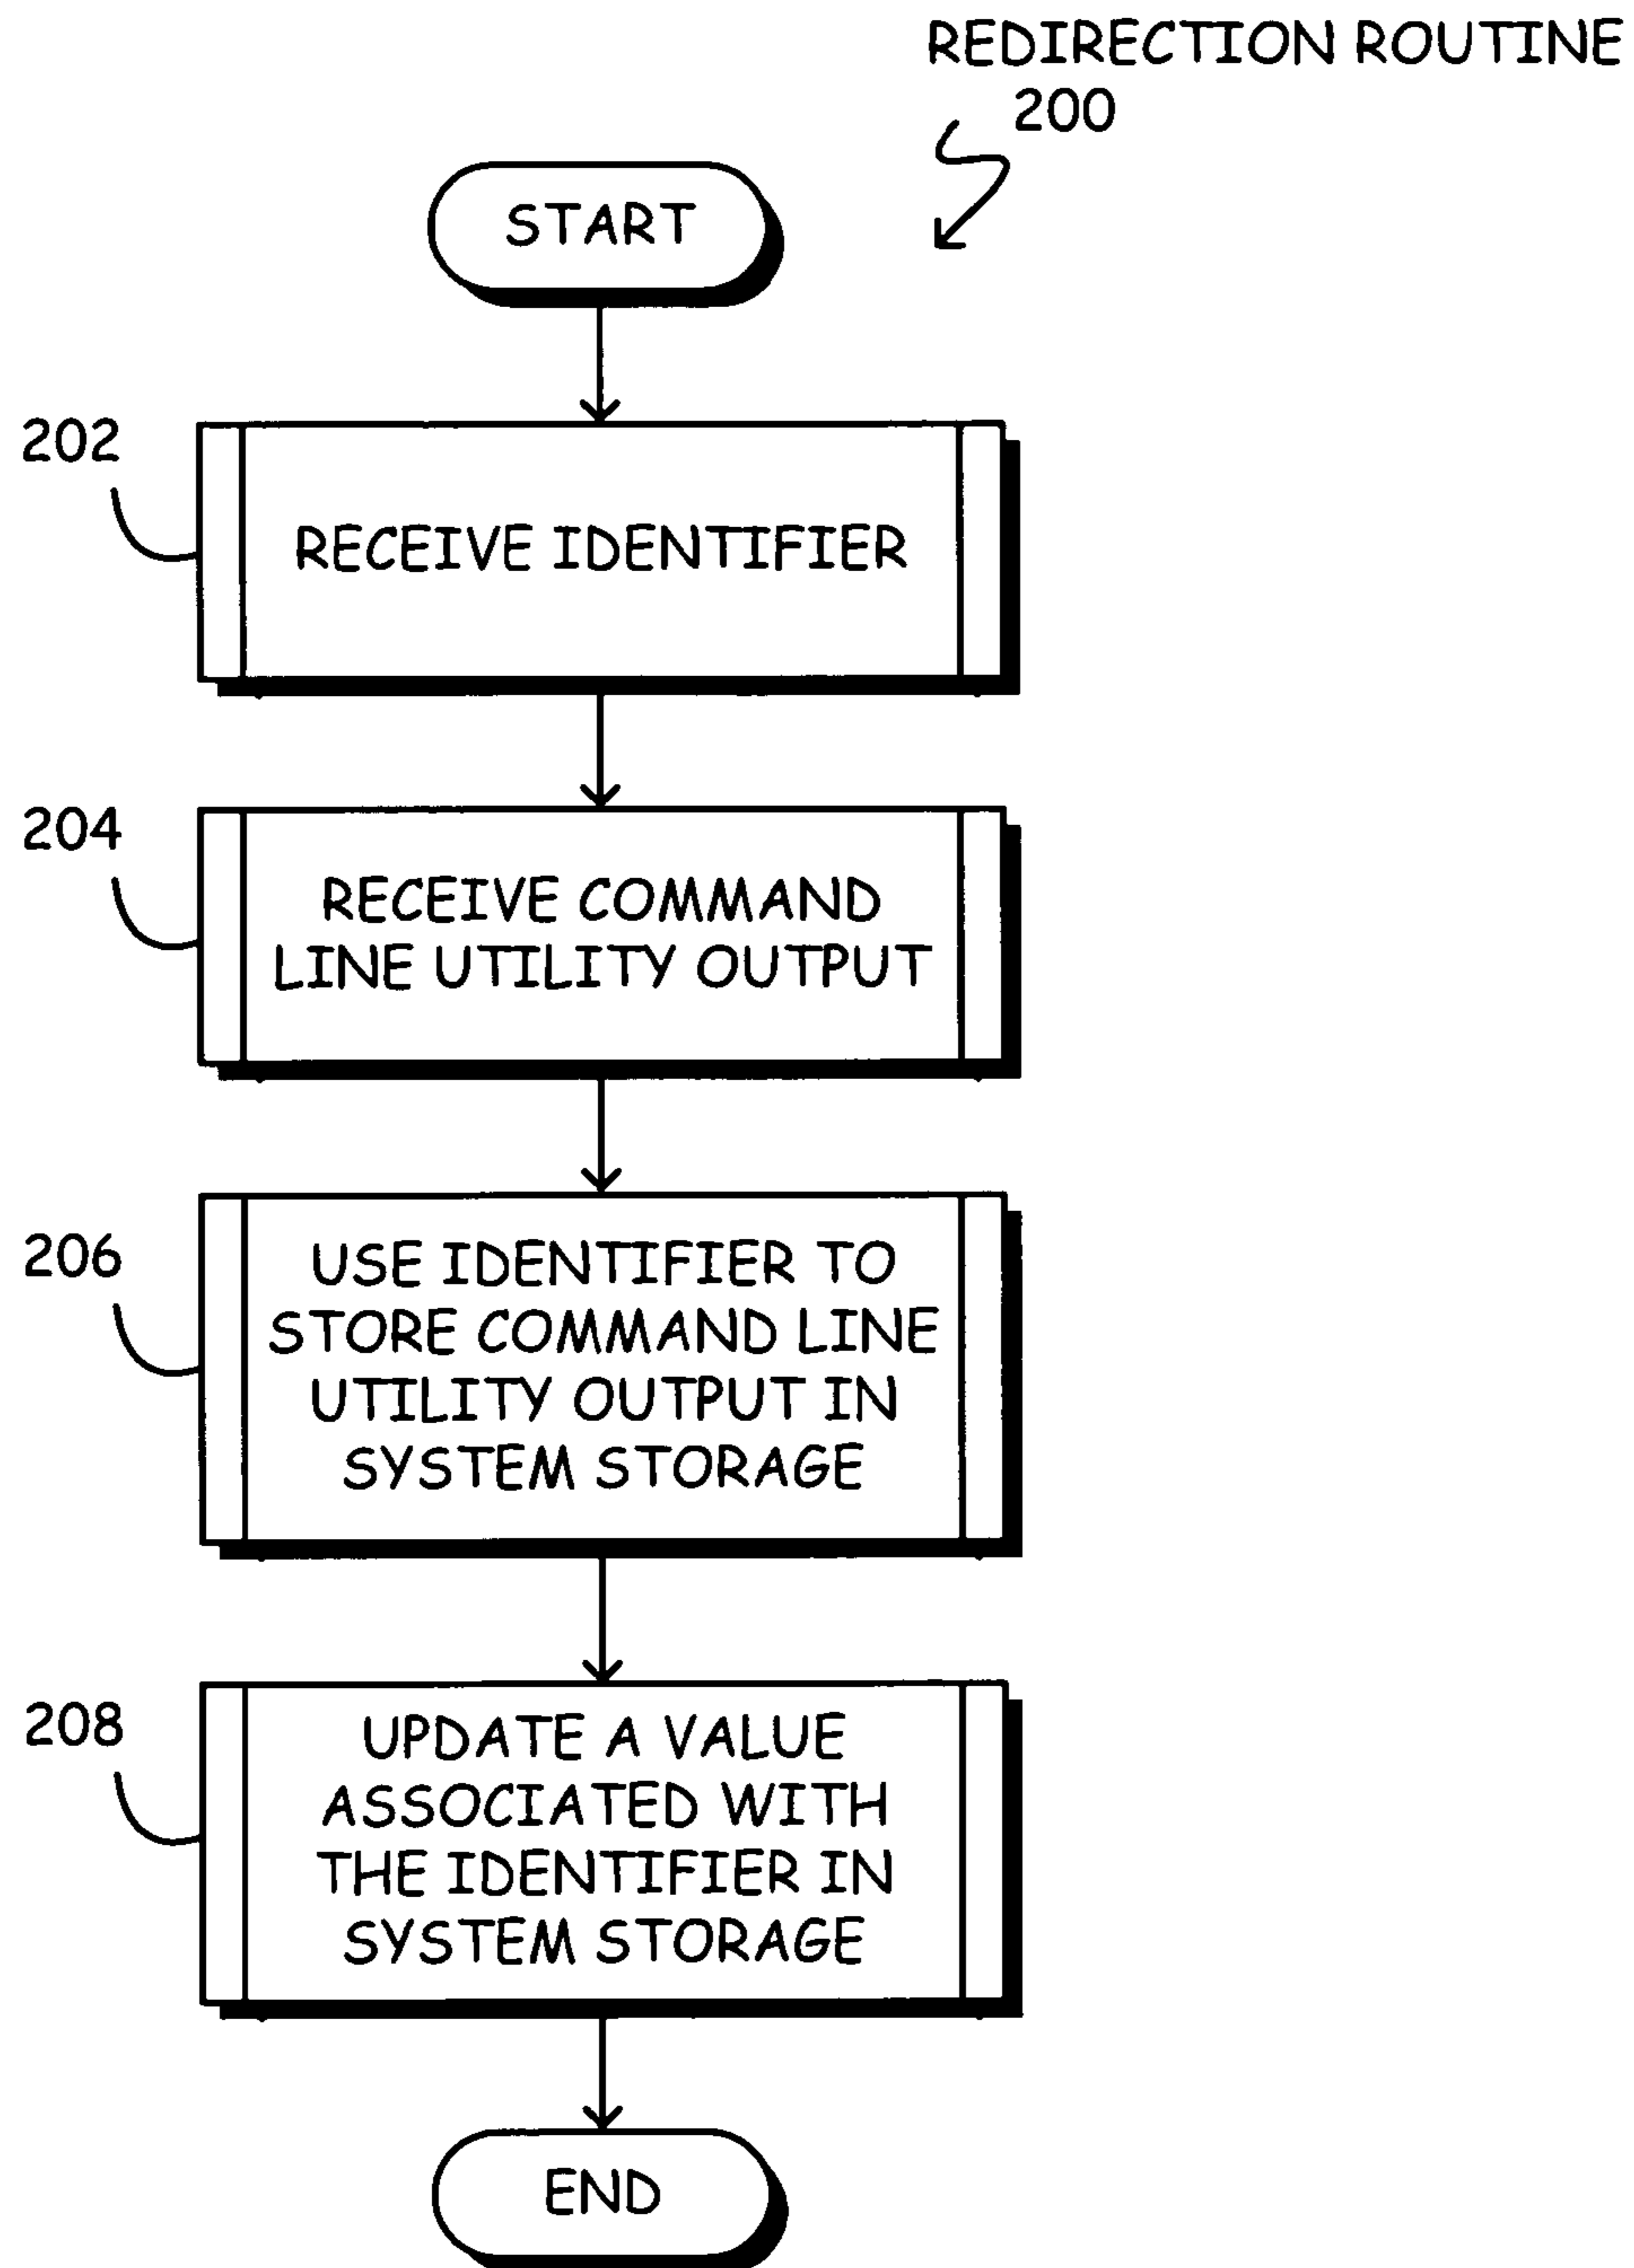 REDIRECTION ROUTINE
200
START
202
RECEIVE IDENTIFIER
204
RECEIVE COMMAND
LINE UTILITY OUTPUT
206
USE IDENTIFIER TO
STORE COMMAND LINE
UTILITY OUTPUT IN
SYSTEM STORAGE
208
UPDATE A VALUE
ASSOCIATED WITH
THE IDENTIFIER IN
SYSTEM STORAGE
END